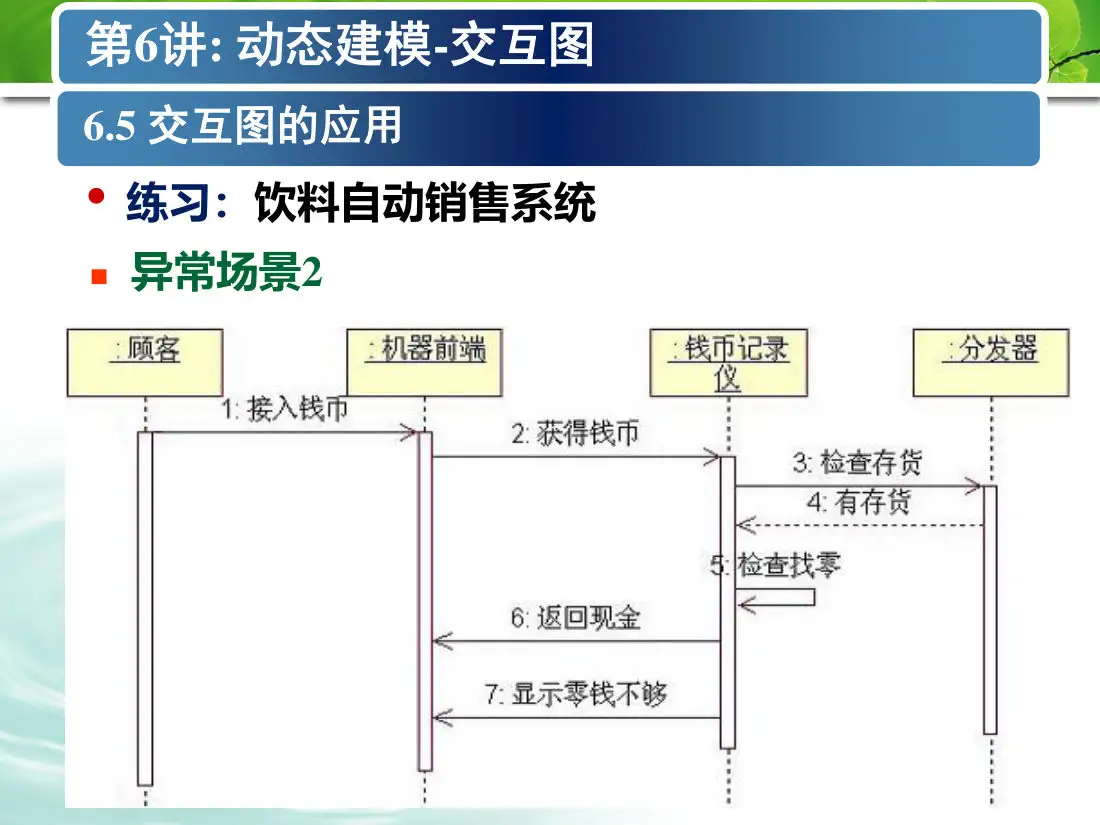 第6讲: 动态建模-交互图
6.5 交互图的应用
练习：饮料自动销售系统
异常场景2
: 顾客
: 机器前端
: 钱币记录
仪
: 分发器
1: 接入钱币
2: 获得钱币
3: 检查存货
4: 有存货
5: 检查找零
6: 返回现金
7: 显示零钱不够